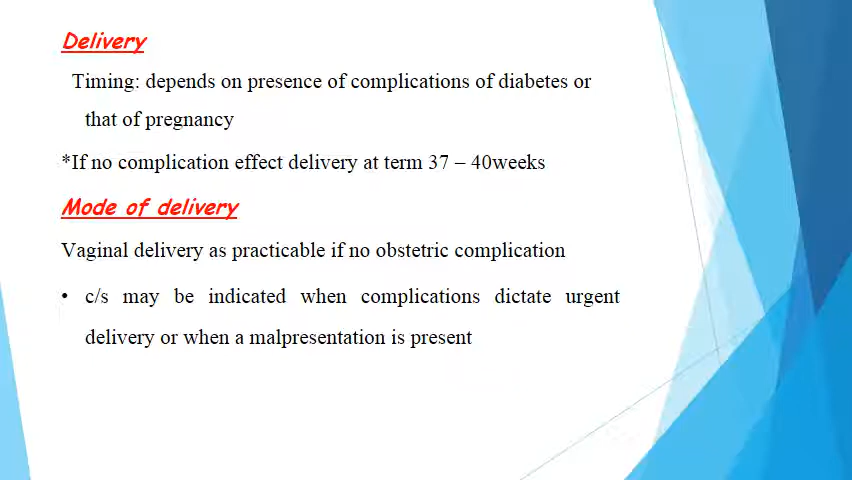 Delivery
Timing: depends on presence of complications of diabetes or
that of pregnancy
*If no complication effect delivery at term 37 – 40weeks
Mode of delivery
Vaginal delivery as practicable if no obstetric complication
• c/s may be indicated when complications dictate urgent
delivery or when a malpresentation is present